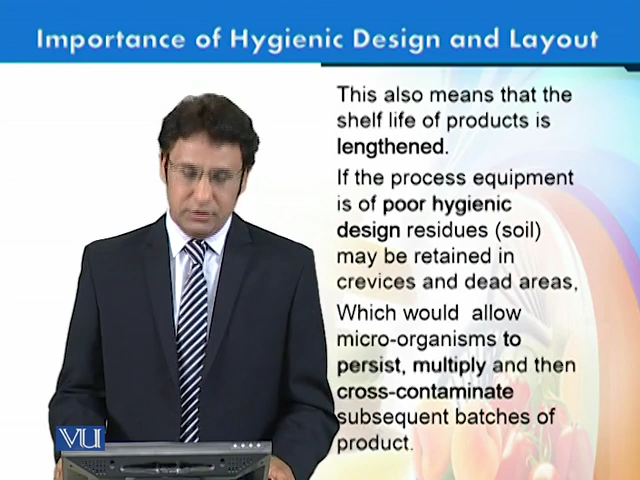 Importance of Hygienic Design and Layout
This also means that the
shelf life of products is
lengthened.
If the process equipment
is of poor hygienic
design residues (soil)
may be retained in
crevices and dead areas,
Which would allow
micro-organisms to
persist, multiply and then
cross-contaminate
subsequent batches of
product.
VU